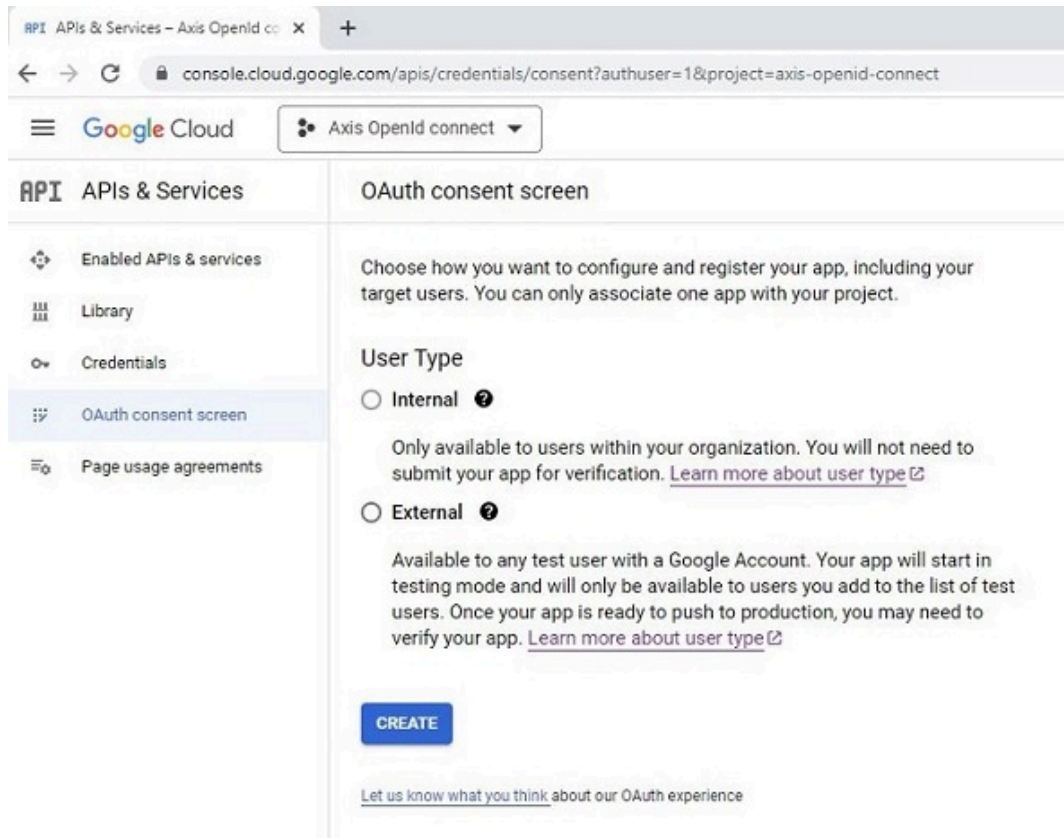 API APIs & Services – Axis OpenId co
console.cloud.google.com/apis/credentials/consent?authuser=1&project=axis-openid-connect
Google Cloud
Axis OpenId connect
API APIs & Services
OAuth consent screen
Enabled APIs & services
Library
Credentials
OAuth consent screen
Page usage agreements
Choose how you want to configure and register your app, including your
target users. You can only associate one app with your project.
User Type
Internal
Only available to users within your organization. You will not need to
submit your app for verification. Learn more about user type
External
Available to any test user with a Google Account. Your app will start in
testing mode and will only be available to users you add to the list of test
users. Once your app is ready to push to production, you may need to
verify your app. Learn more about user type
CREATE
Let us know what you think about our OAuth experience